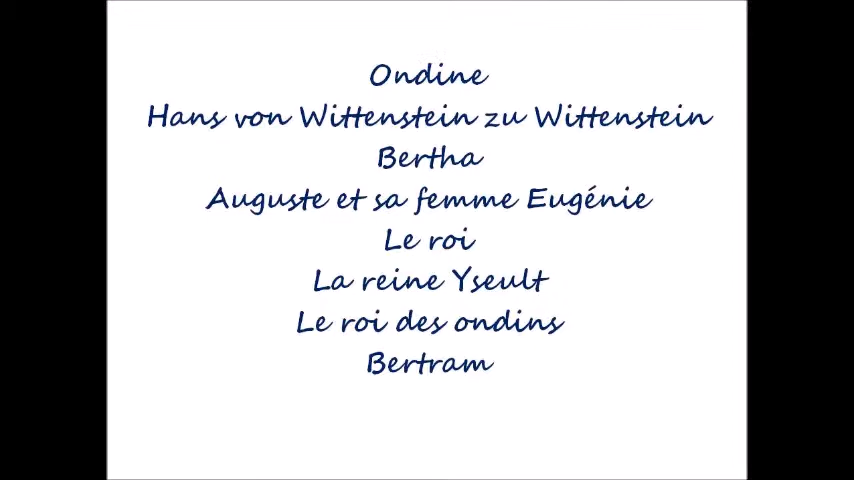 Ondine
Hans von Wittenstein zu Wittenstein
Bertha
Auguste et sa femme Eugénie
Le roi
La reine Yseult
Le roi des ondins
Bertram